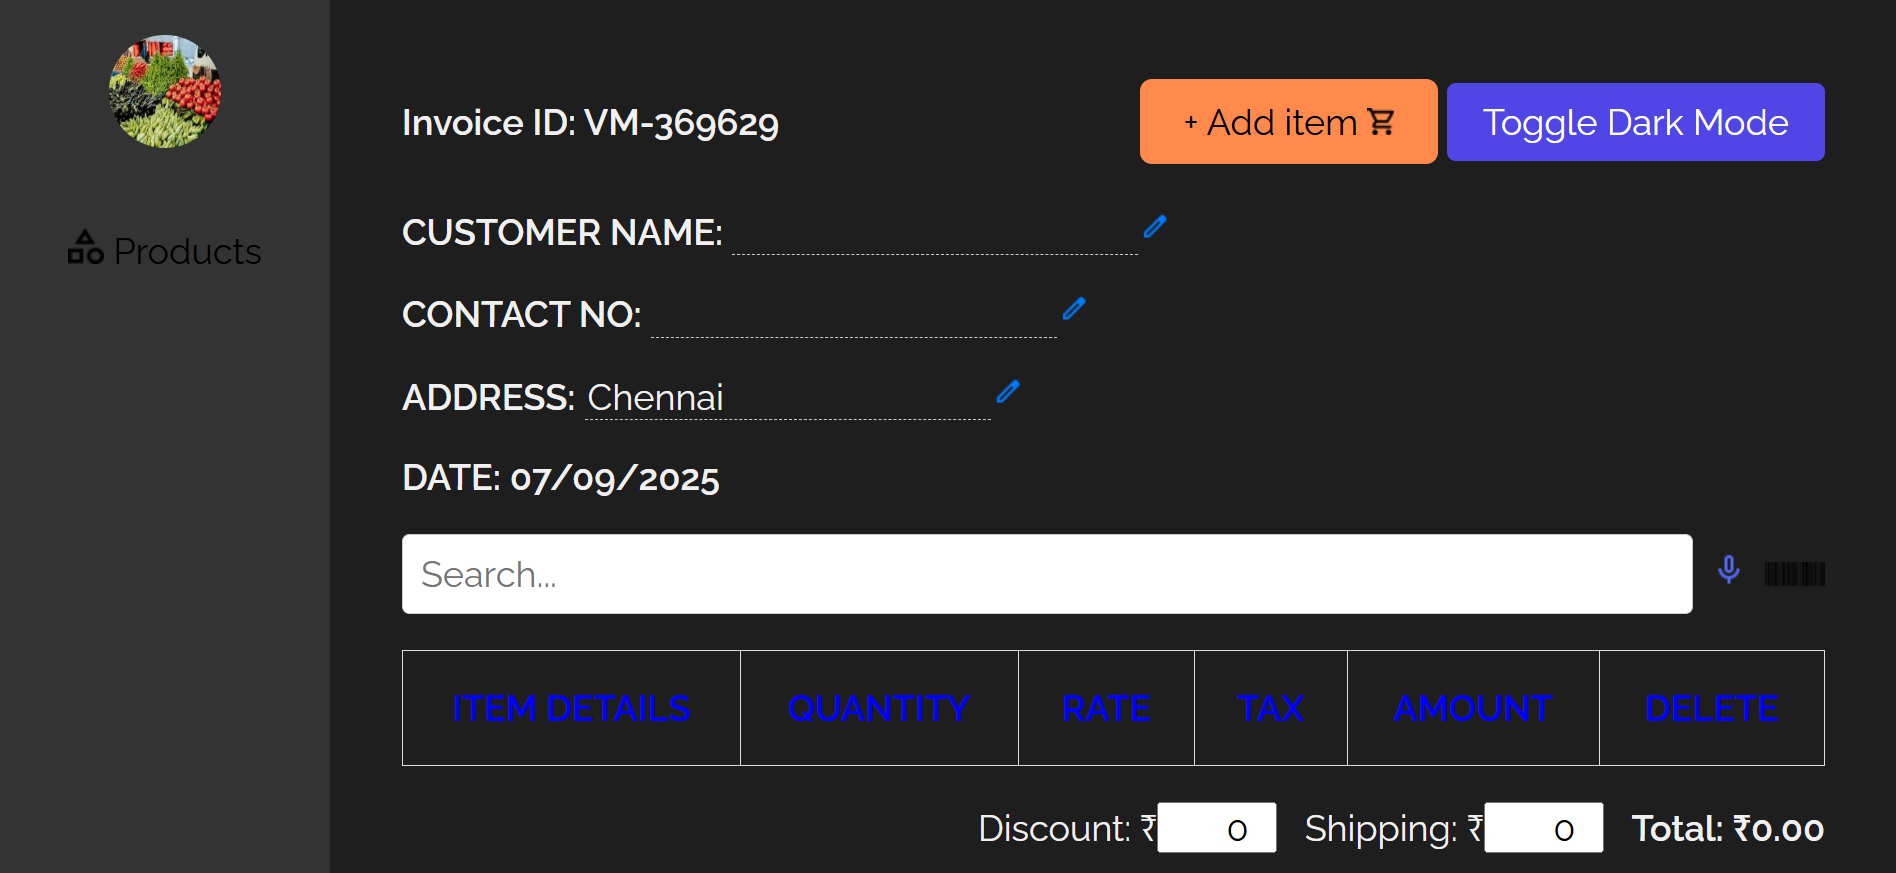 Products
Invoice ID: VM-369629
+ Add item
Toggle Dark Mode
CUSTOMER NAME:
CONTACT NO:
ADDRESS: Chennai
DATE: 07/09/2025
Search...
ITEM DETAILS QUANTITY RATE TAX AMOUNT DELETE
Discount: ₹ 0 Shipping: ₹ 0 Total: ₹0.00